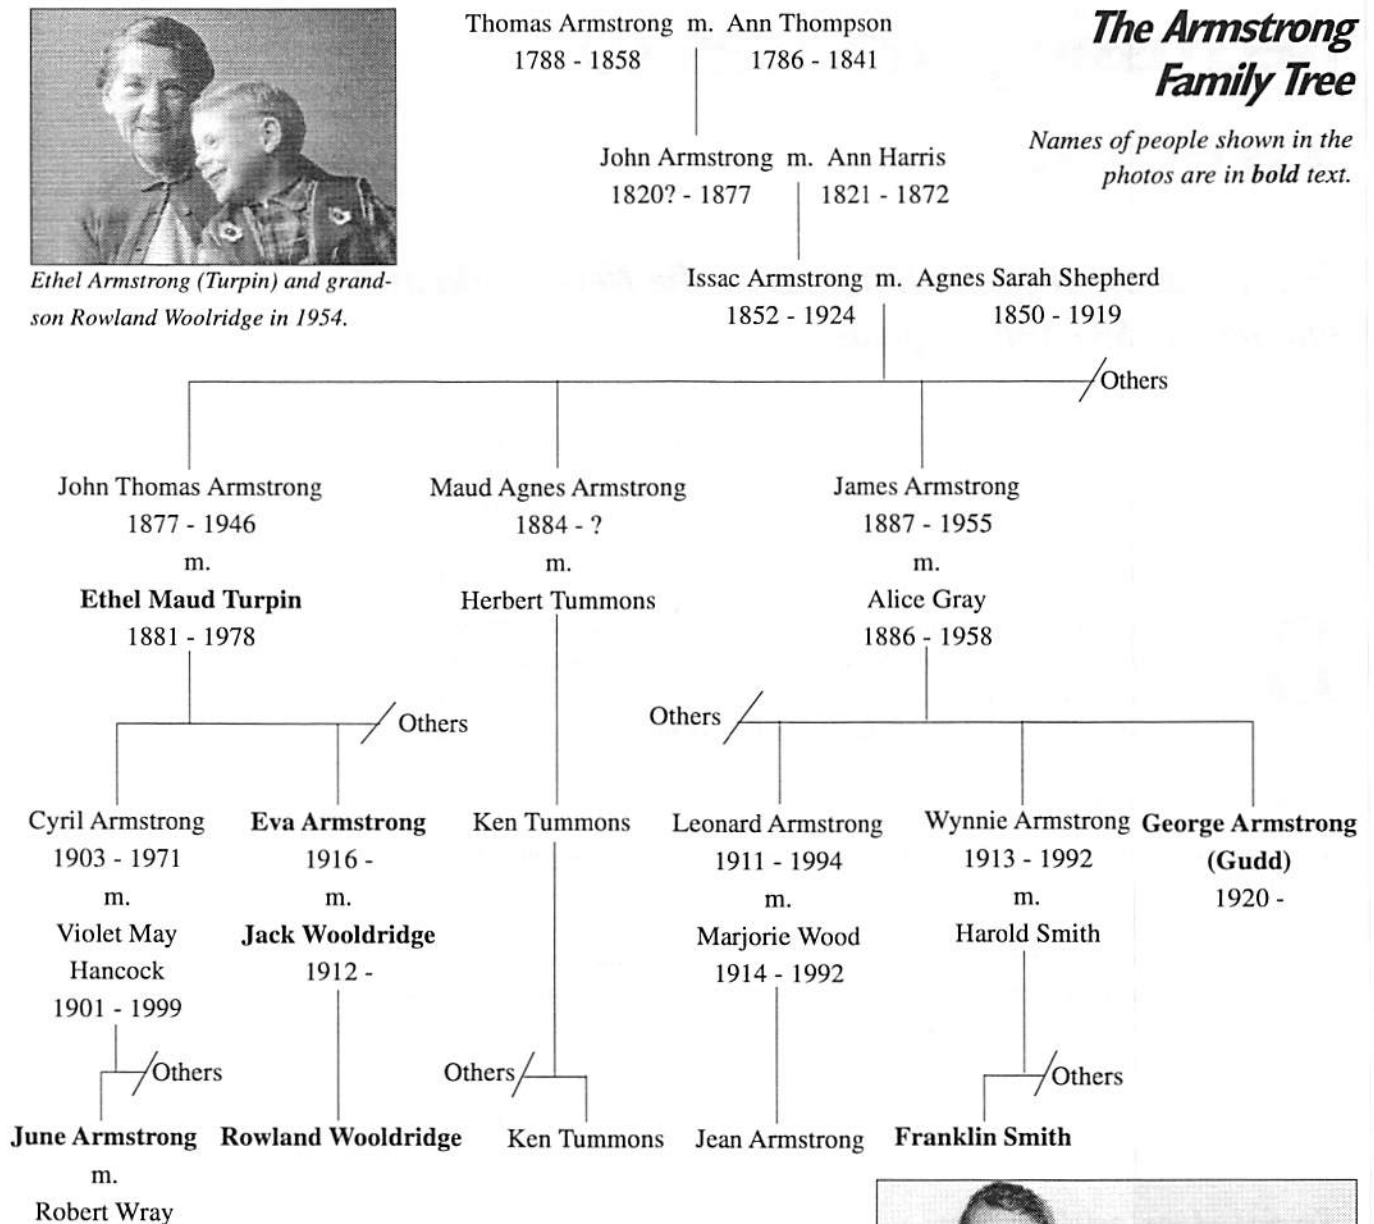 Thomas Armstrong m. Ann Thompson
1788 - 1858 1786 - 1841
The Armstrong
Family Tree
Names of people shown in the
photos are in bold text.
John Armstrong m. Ann Harris
1820? - 1877 1821 - 1872
Ethel Armstrong (Turpin) and grand-
son Rowland Woolridge in 1954.
Issac Armstrong m. Agnes Sarah Shepherd
1852 - 1924 1850 - 1919
Others
John Thomas Armstrong
1877 - 1946
m.
Ethel Maud Turpin
1881 - 1978
Maud Agnes Armstrong
1884 - ?
m.
Herbert Tummons
James Armstrong
1887 - 1955
m.
Alice Gray
1886 - 1958
Others
Others
Cyril Armstrong
1903 - 1971
m.
Violet May
Hancock
1901 - 1999
Eva Armstrong
1916 -
m.
Jack Wooldridge
1912 -
Ken Tummons
Leonard Armstrong
1911 - 1994
m.
Marjorie Wood
1914 - 1992
Wynnie Armstrong
1913 - 1992
m.
Harold Smith
George Armstrong
(Gudd)
1920 -
Others
Others
Others
June Armstrong
m.
Robert Wray
Rowland Wooldridge
Ken Tummons
Jean Armstrong
Franklin Smith